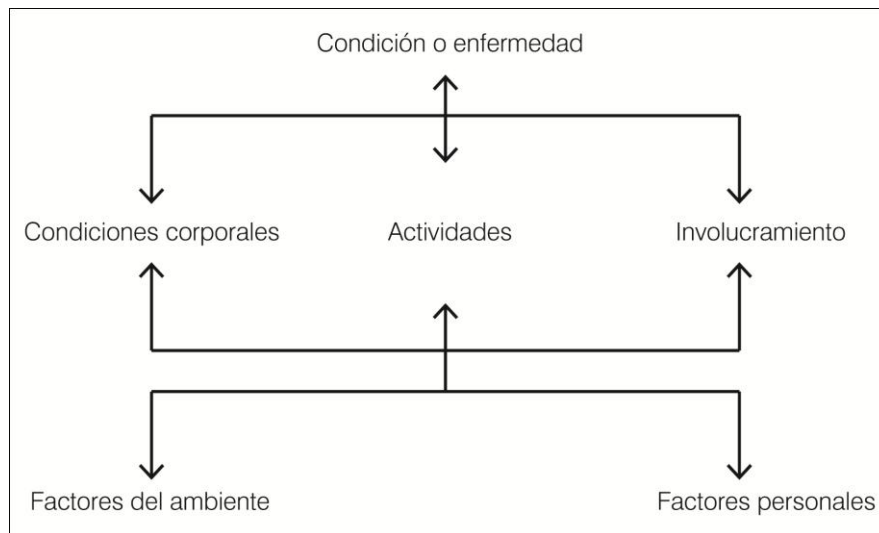 Condición o enfermedad
Condiciones corporales
Actividades
Involucramiento
Factores del ambiente
Factores personales